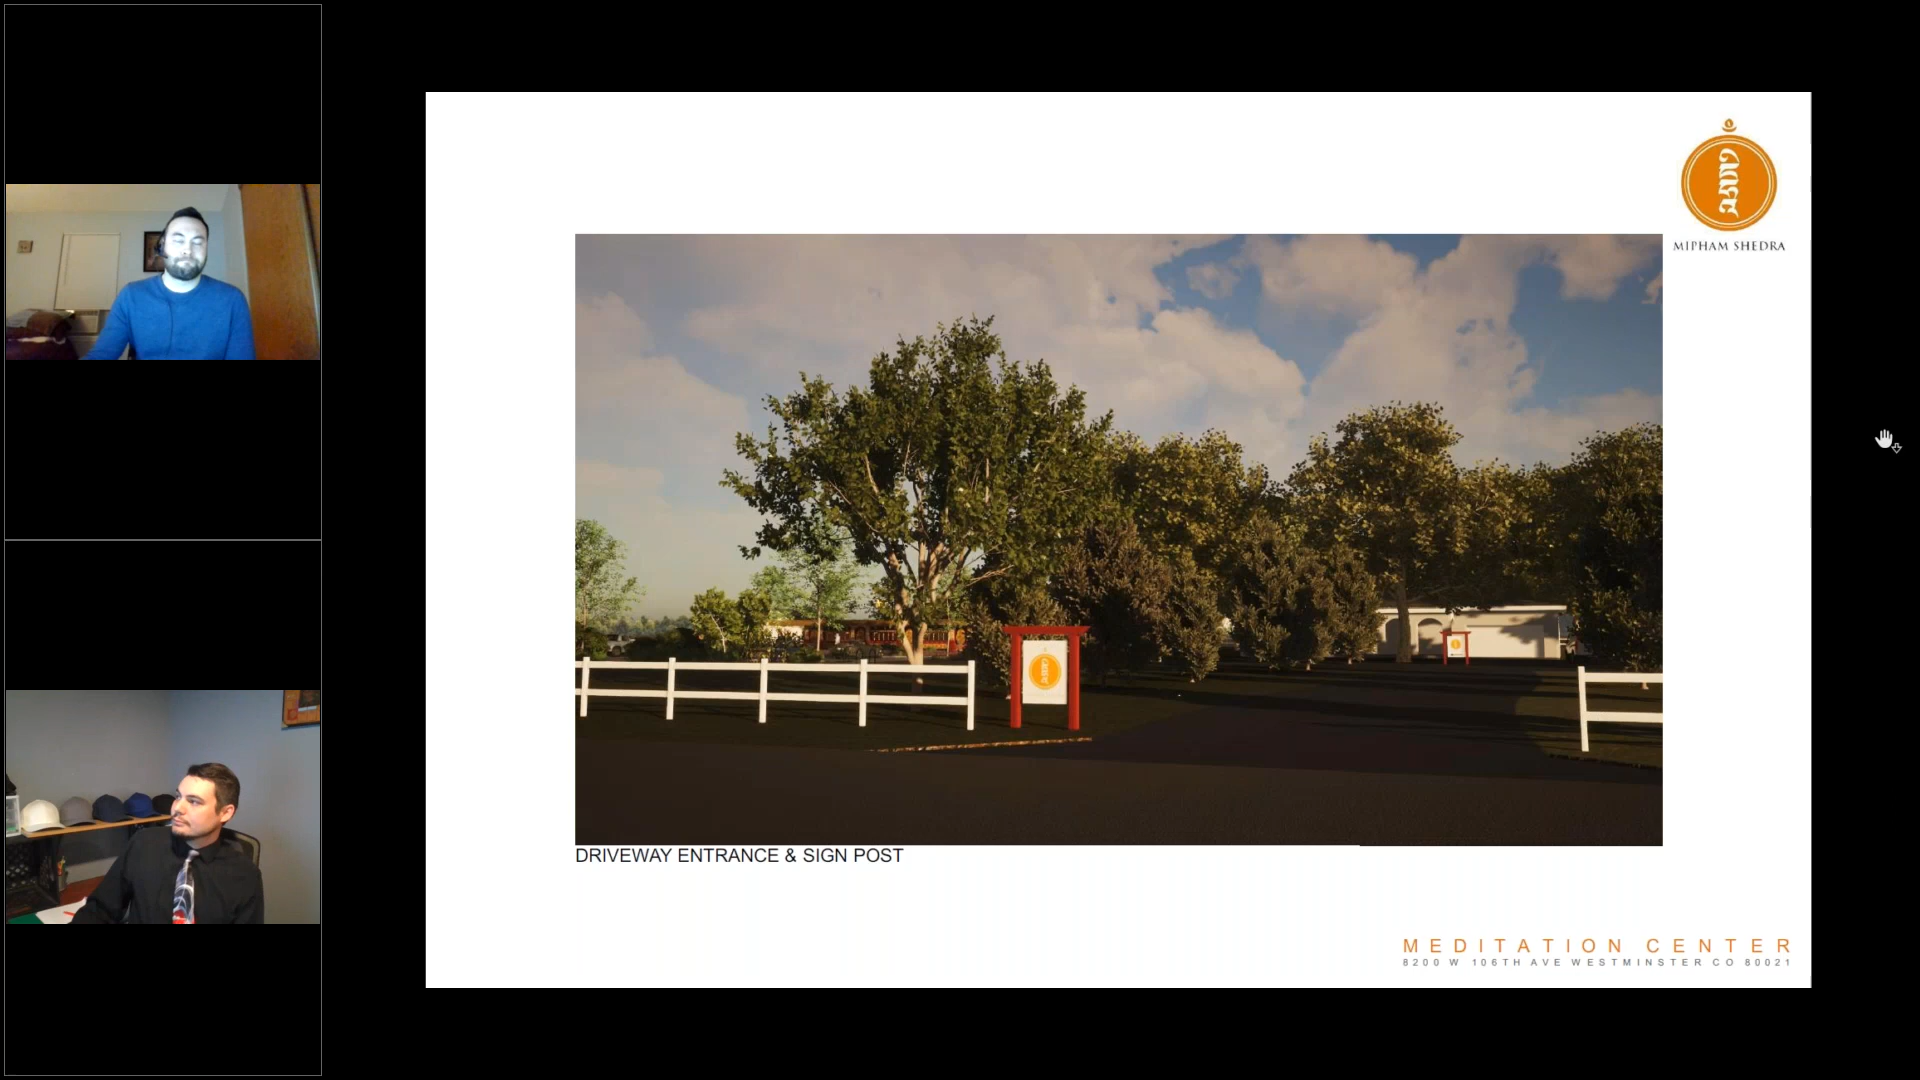 MIPHAM SHEDRA
DRIVEWAY ENTRANCE & SIGN POST
MEDITATION CENTER
8200 W 106TH AVE WESTMINSTER CO 80021